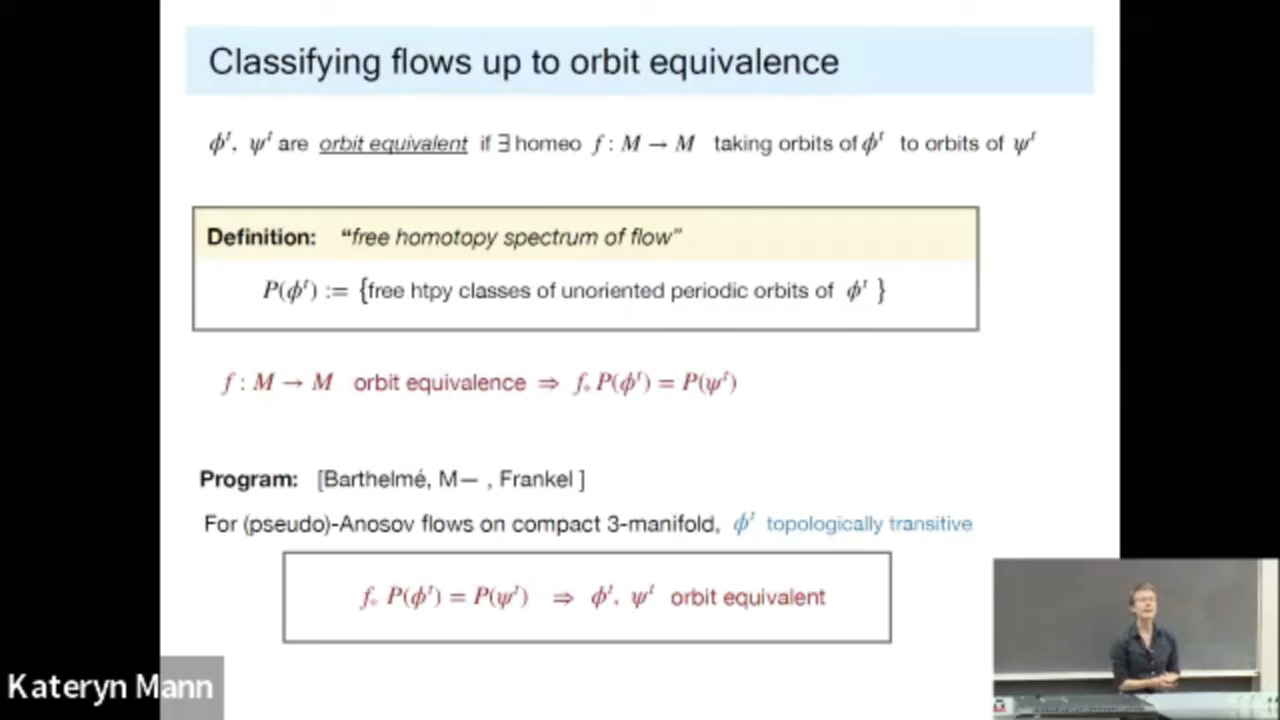 Classifying flows up to orbit equivalence
ϕᵗ, ψᵗ are orbit equivalent if ∃ homeo f : M → M taking orbits of ϕᵗ to orbits of ψᵗ
Definition: “free homotopy spectrum of flow”
P(ϕᵗ) := {free htpy classes of unoriented periodic orbits of ϕᵗ }
f : M → M orbit equivalence ⇒ f* P(ϕᵗ) = P(ψᵗ)
Program: [Barthelmé, M— , Frankel ]
For (pseudo)-Anosov flows on compact 3-manifold, ϕᵗ topologically transitive
f* P(ϕᵗ) = P(ψᵗ) ⇒ ϕᵗ, ψᵗ orbit equivalent
Kateryn Mann